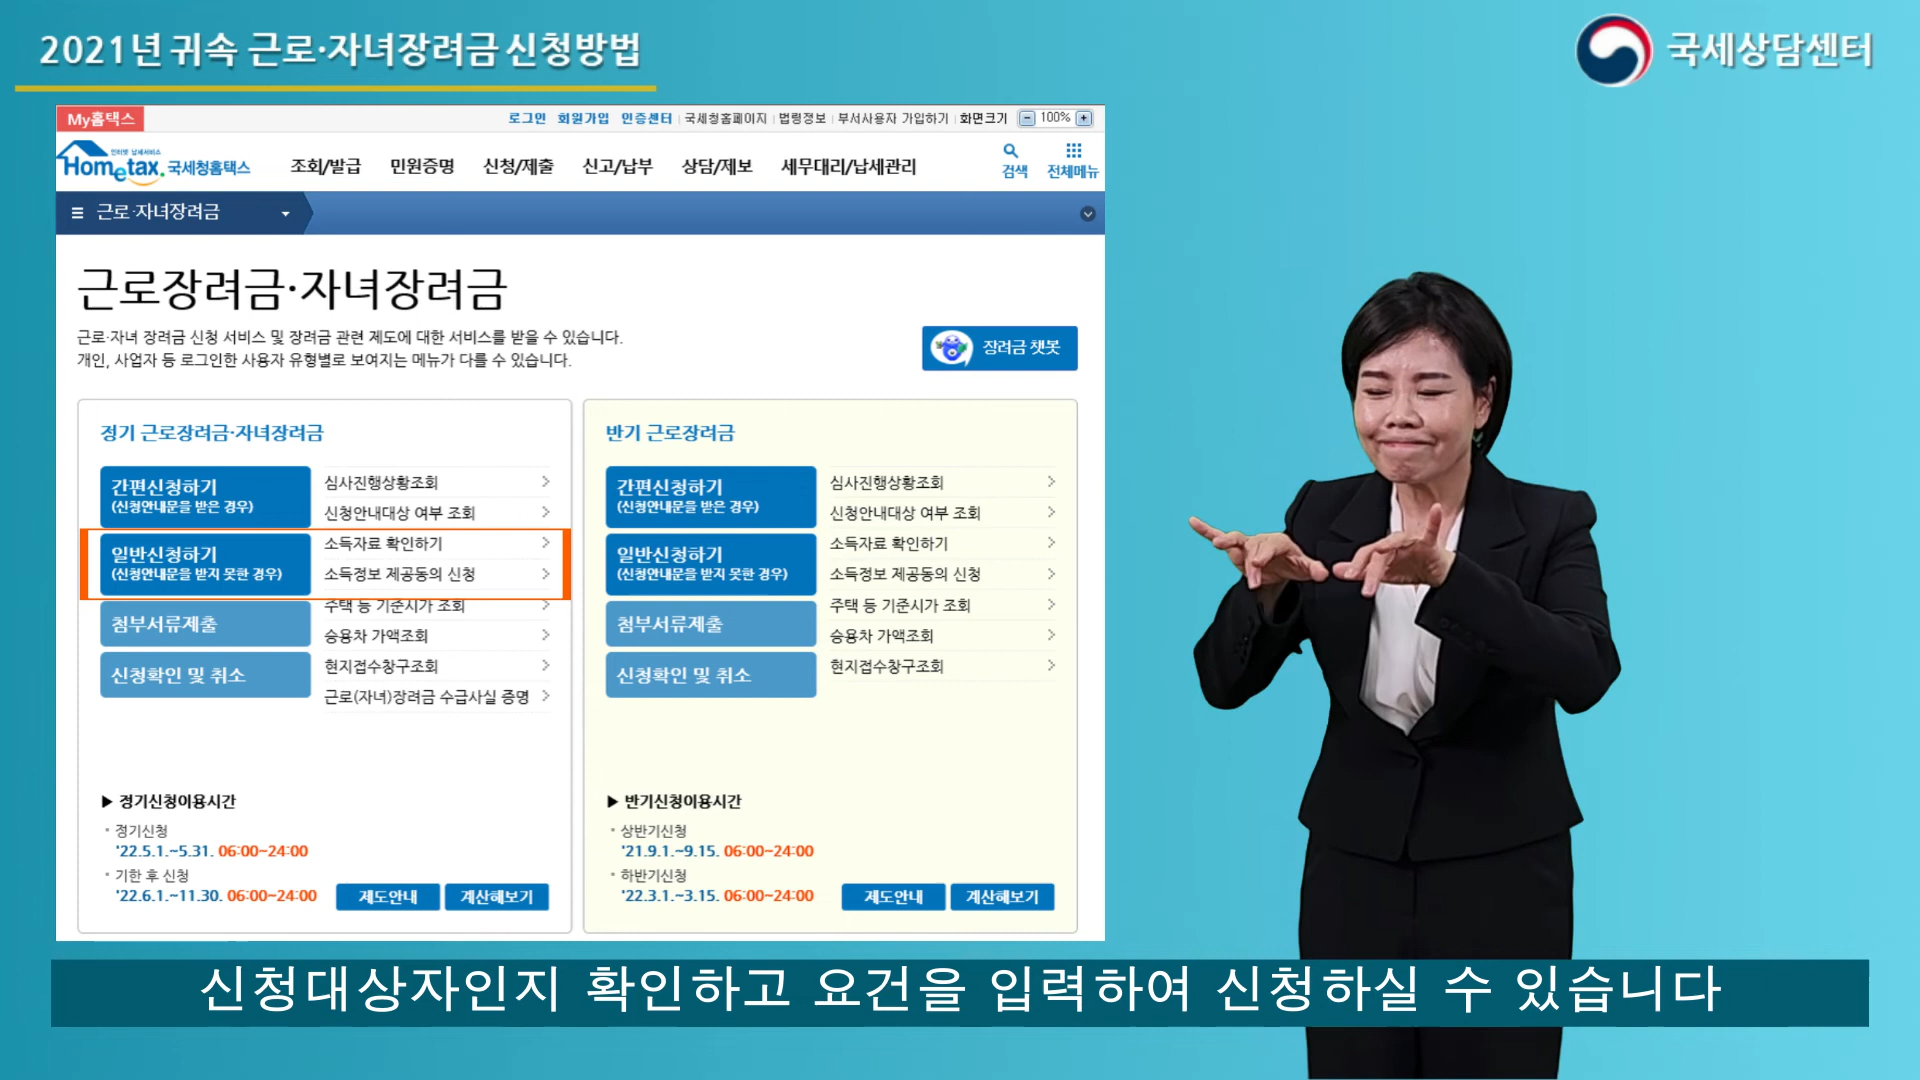 2021년 귀속 근로·자녀장려금 신청방법
국세상담센터
My홈택스
로그인 회원가입 인증센터 국세청홈페이지 법령정보 부서사용자 가입하기 화면크기 100%
인터넷 납세서비스
Hometax. 국세청홈택스
조회/발급 민원증명 신청/제출 신고/납부 상담/제보 세무대리/납세관리
검색 전체메뉴
근로·자녀장려금
근로장려금·자녀장려금
근로·자녀 장려금 신청 서비스 및 장려금 관련 제도에 대한 서비스를 받을 수 있습니다.
개인, 사업자 등 로그인한 사용자 유형별로 보여지는 메뉴가 다를 수 있습니다.
장려금 챗봇
정기 근로장려금·자녀장려금
간편신청하기
(신청안내문을 받은 경우)
일반신청하기
(신청안내문을 받지 못한 경우)
첨부서류제출
신청확인 및 취소
심사진행상황조회
신청안내대상 여부 조회
소득자료 확인하기
소득정보 제공동의 신청
주택 등 기준시가 조회
승용차 가액조회
현지접수창구조회
근로(자녀)장려금 수급사실 증명
▶ 정기신청이용시간
정기신청
'22.5.1.~5.31. 06:00~24:00
기한 후 신청
'22.6.1.~11.30. 06:00~24:00
제도안내 계산해보기
반기 근로장려금
간편신청하기
(신청안내문을 받은 경우)
일반신청하기
(신청안내문을 받지 못한 경우)
첨부서류제출
신청확인 및 취소
심사진행상황조회
신청안내대상 여부 조회
소득자료 확인하기
소득정보 제공동의 신청
주택 등 기준시가 조회
승용차 가액조회
현지접수창구조회
▶ 반기신청이용시간
상반기신청
'21.9.1.~9.15. 06:00~24:00
하반기신청
'22.3.1.~3.15. 06:00~24:00
제도안내 계산해보기
신청대상자인지 확인하고 요건을 입력하여 신청하실 수 있습니다